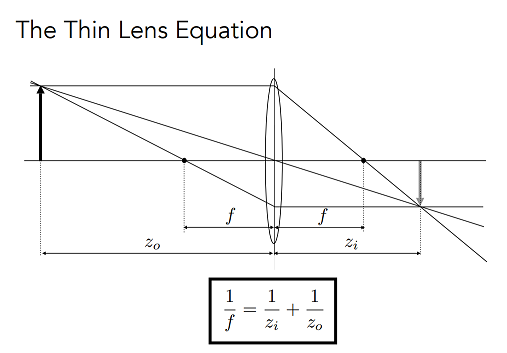 The Thin Lens Equation
f f
z_o z_i
1/f = 1/z_i + 1/z_o